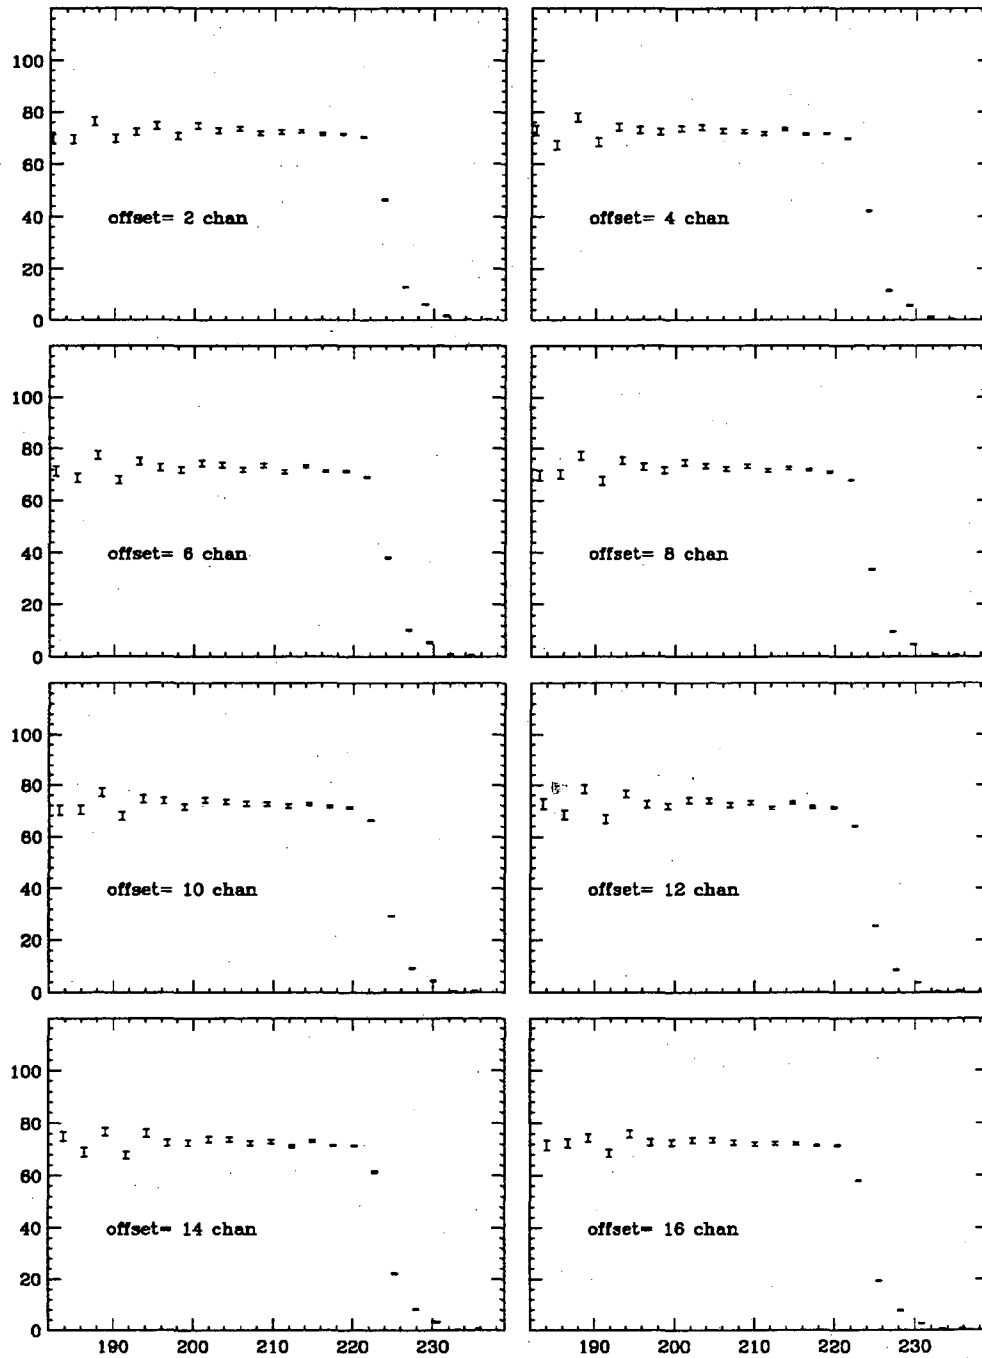 100
80
60
40
20
0
offset= 2 chan
offset= 4 chan
100
80
60
40
20
0
offset= 6 chan
offset= 8 chan
100
80
60
40
20
0
offset= 10 chan
offset= 12 chan
100
80
60
40
20
0
offset= 14 chan
offset= 16 chan
190 200 210 220 230
190 200 210 220 230